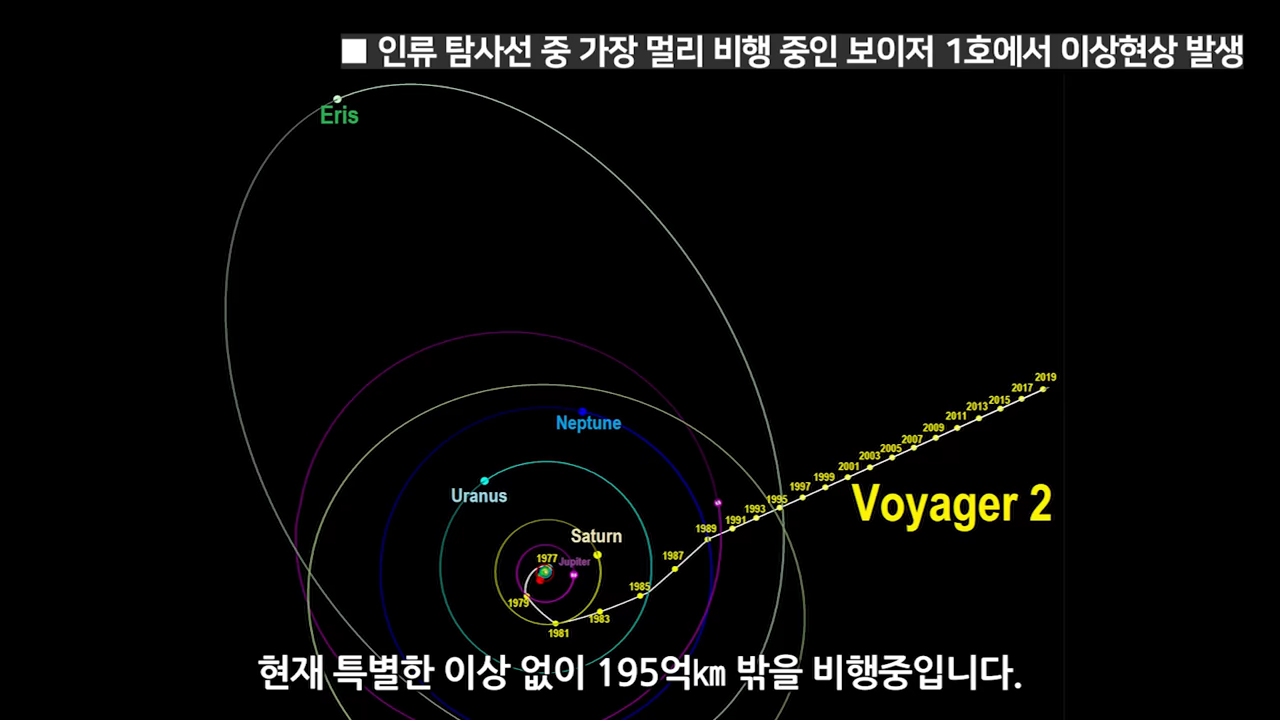 ■ 인류 탐사선 중 가장 멀리 비행 중인 보이저 1호에서 이상현상 발생
Eris
2019
2017
2015
2013
2011
2009
2007
2005
2003
2001
1999
1997
1995
1993
1991
1989
1987
1985
1983
1981
1979
1977
Neptune
Uranus
Saturn
Jupiter
Voyager 2
현재 특별한 이상 없이 195억㎞ 밖을 비행중입니다.